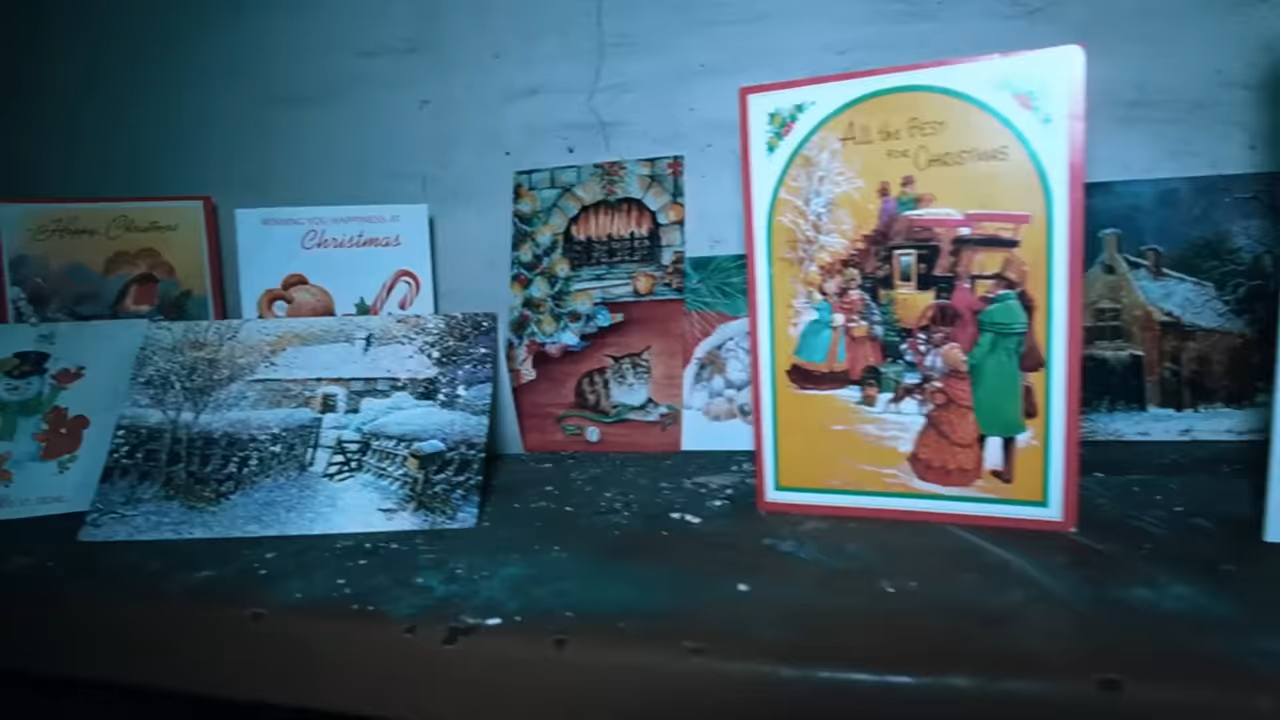 Happy Christmas
WISHING YOU HAPPINESS AT
Christmas
All the BEST
FOR CHRISTMAS